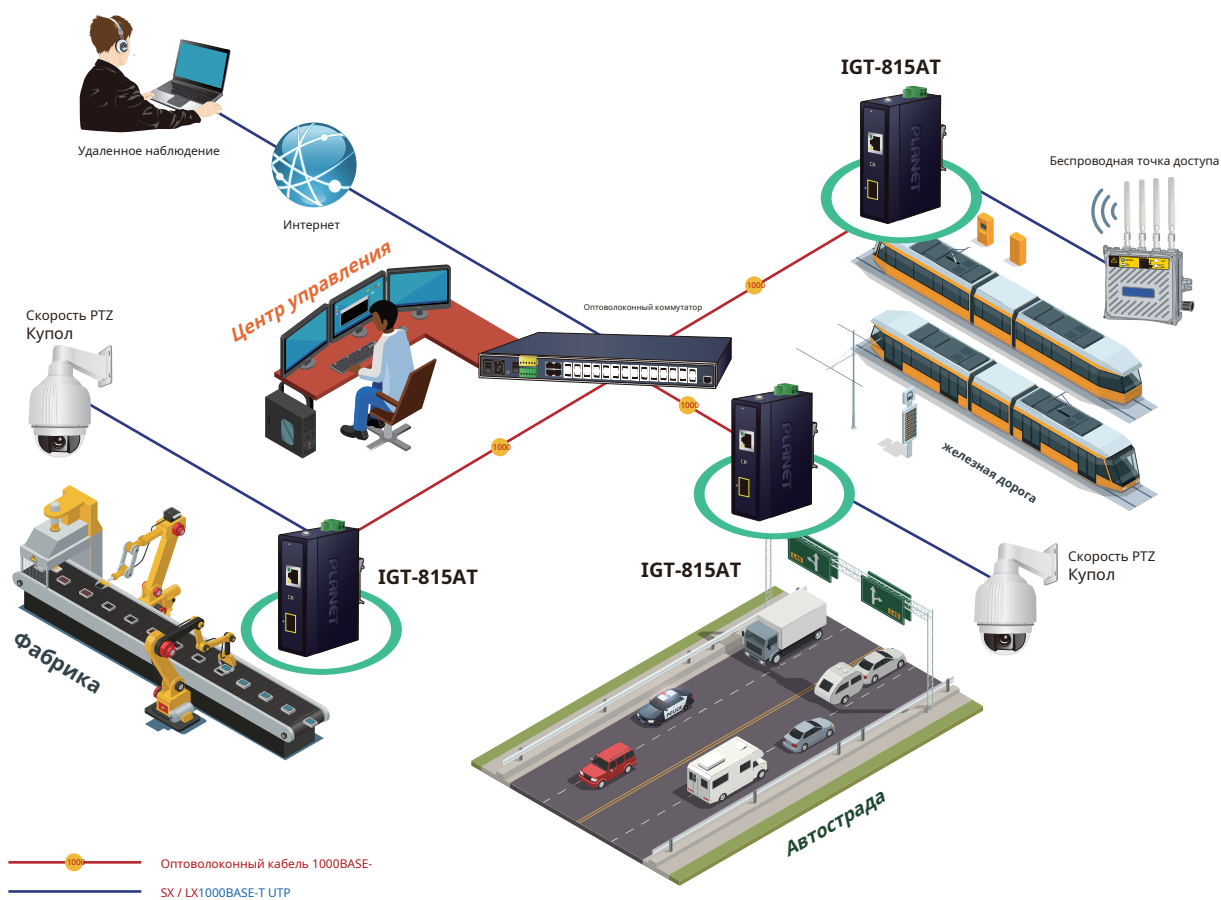 IGT-815AT
Удаленное наблюдение
Беспроводная точка доступа
Интернет
Центр управления
Оптоволоконный коммутатор
1000
Скорость PTZ
Купол
PLANET
1000
1000
PLANET
железная дорога
PLANET
IGT-815AT
IGT-815AT
Скорость PTZ
Купол
Фабрика
POLICE
Автострада
1000
Оптоволоконный кабель 1000BASE-
SX / LX1000BASE-T UTP